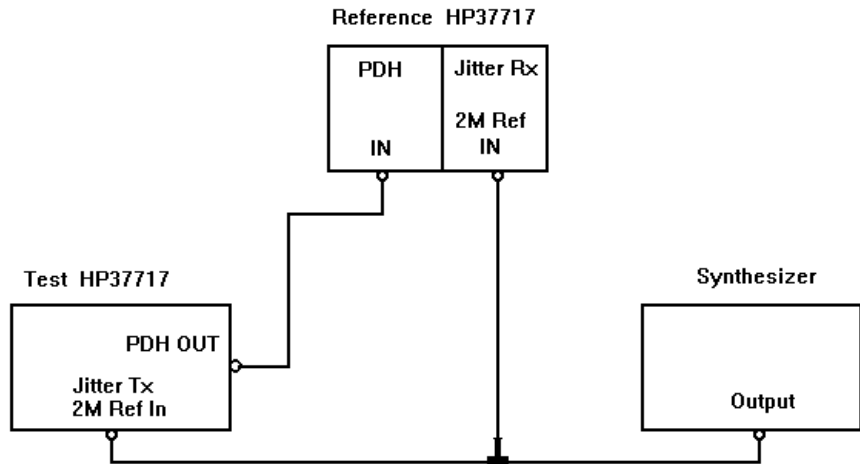 Reference HP37717
PDH
Jitter Rx
2M Ref
IN
IN
Test HP37717
Synthesizer
PDH OUT
Jitter Tx
2M Ref In
Output